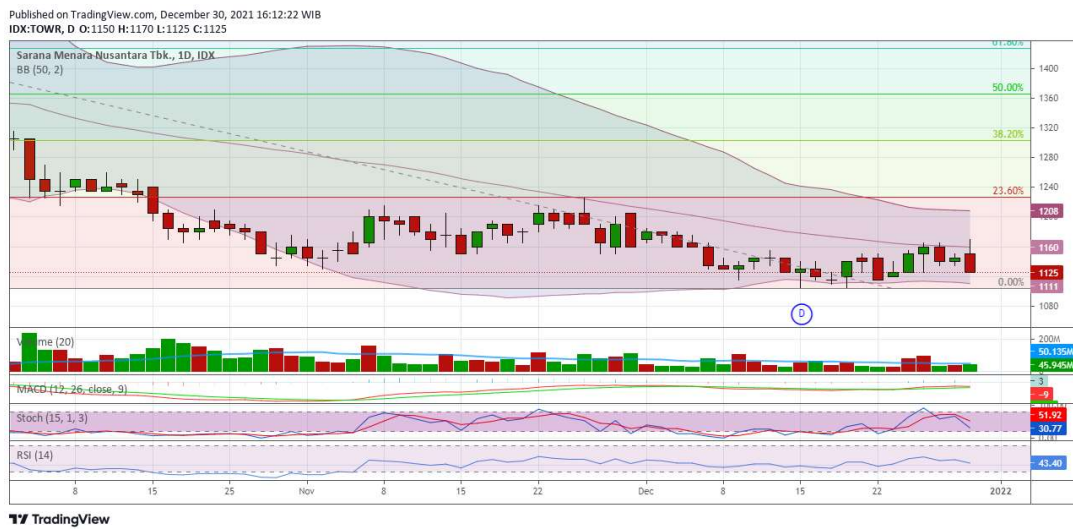 Published on TradingView.com, December 30, 2021 16:12:22 WIB
IDX:TOWR, D O:1150 H:1170 L:1125 C:1125
Sarana Menara Nusantara Tbk., 1D, IDX
BB (50, 2)
61.80%
1400
50.00%
1360
1320
38.20%
1280
1240
23.60%
1208
1160
1125
0.00%
1111
1080
D
Volume (20)
200M
50.135M
45.945M
MACD (12, 26, close, 9)
3
-9
Stoch (15, 1, 3)
51.92
30.77
RSI (14)
43.40
8
15
25
Nov
8
15
22
Dec
8
15
22
2022
TradingView